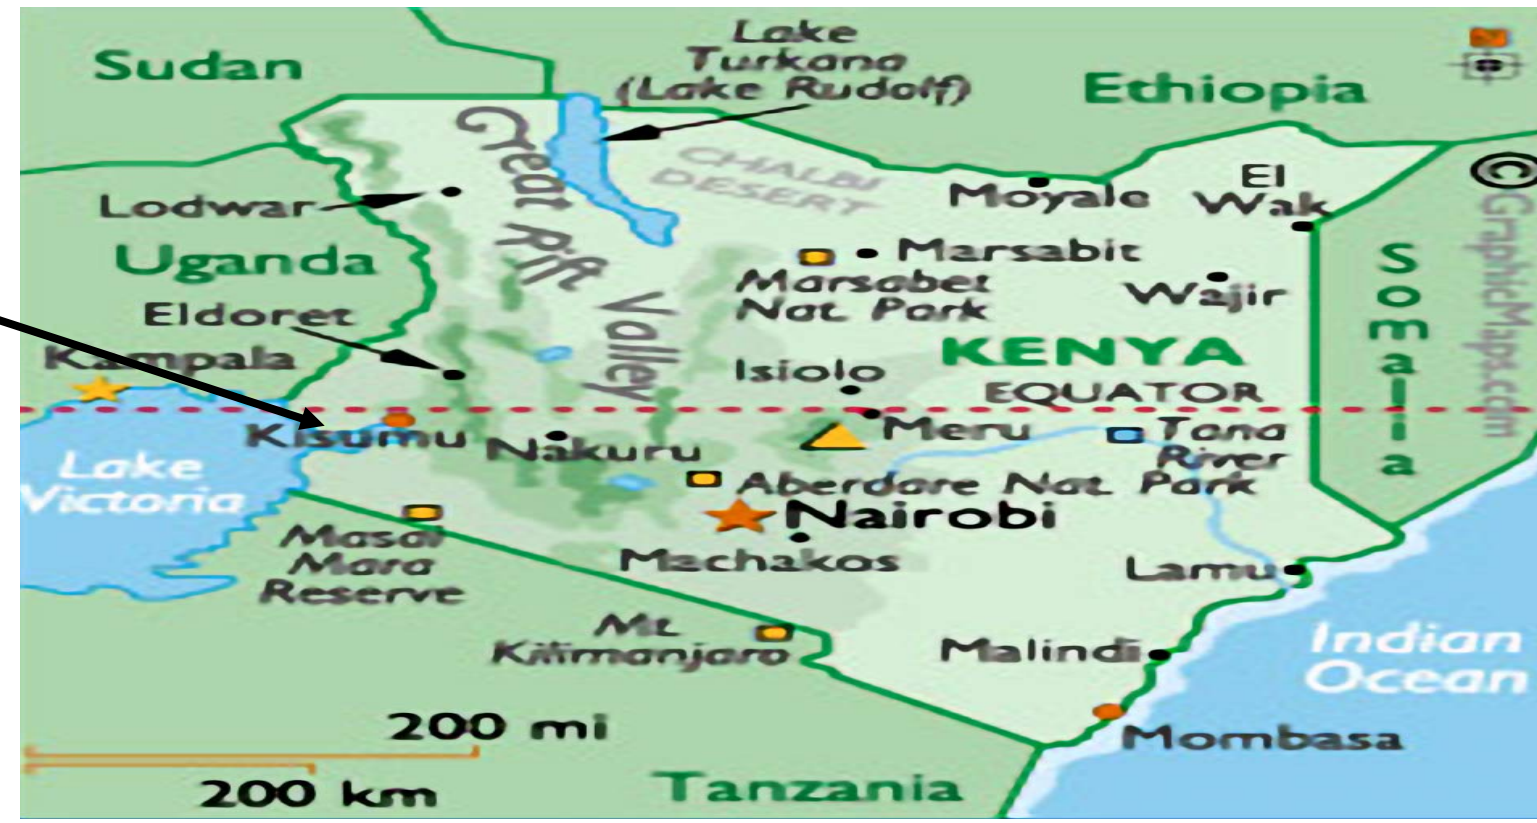 Sudan
Lake
Turkana
(Lake Rudolf)
Ethiopia
N
Great Rift Valley
CHALBI
DESERT
Lodwar
Moyale
El
Wak
Uganda
Marsabit
Marsabet
Nat. Park
Wajir
Somalia
©GraphicMaps.com
Eldoret
Kampala
KENYA
Isiolo
EQUATOR
Kisumu
Nakuru
Meru
Tana
River
Lake
Victoria
Aberdare Nat. Park
Nairobi
Masai
Mara
Reserve
Machakos
Lamu
Mt.
Kilimanjaro
Malindi
Indian
Ocean
200 mi
Mombasa
200 km
Tanzania